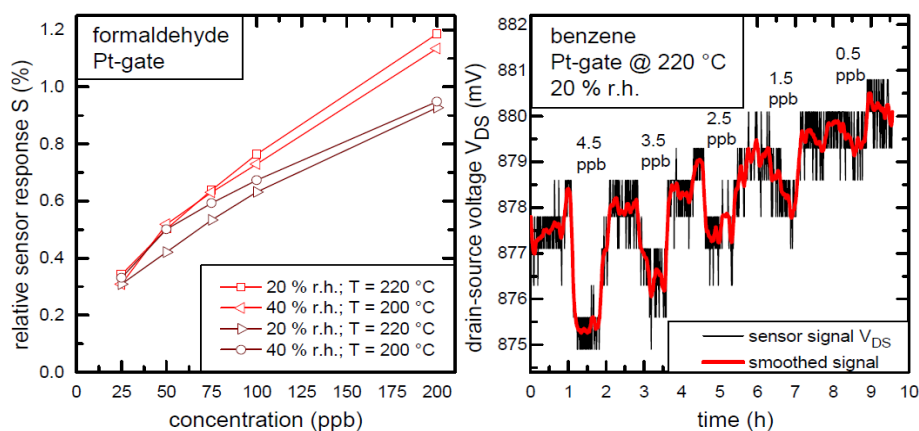 formaldehyde
Pt-gate
relative sensor response S (%)
1.2
1.0
0.8
0.6
0.4
0.2
0.0
20 % r.h.; T = 220 °C
40 % r.h.; T = 200 °C
20 % r.h.; T = 220 °C
40 % r.h.; T = 200 °C
0 25 50 75 100 125 150 175 200
concentration (ppb)
benzene
Pt-gate @ 220 °C
20 % r.h.
drain-source voltage V_DS (mV)
882
881
880
879
878
877
876
875
4.5
ppb
3.5
ppb
2.5
ppb
1.5
ppb
0.5
ppb
sensor signal V_DS
smoothed signal
0 1 2 3 4 5 6 7 8 9 10
time (h)